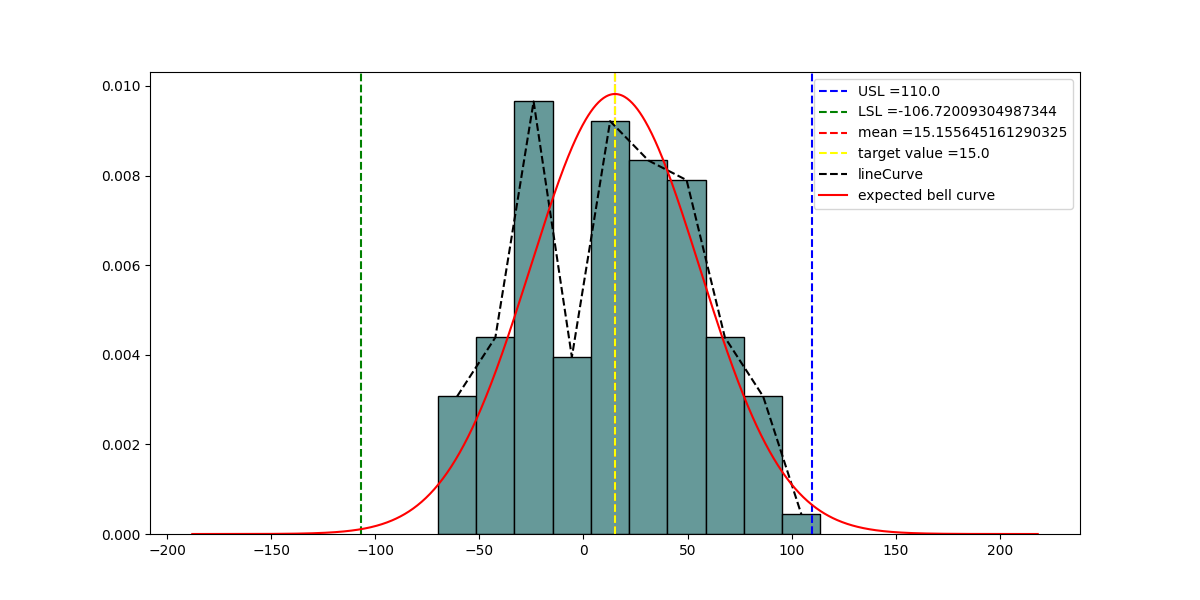 0.010
0.008
0.006
0.004
0.002
0.000
−200 −150 −100 −50 0 50 100 150 200
USL =110.0
LSL =-106.72009304987344
mean =15.155645161290325
target value =15.0
lineCurve
expected bell curve